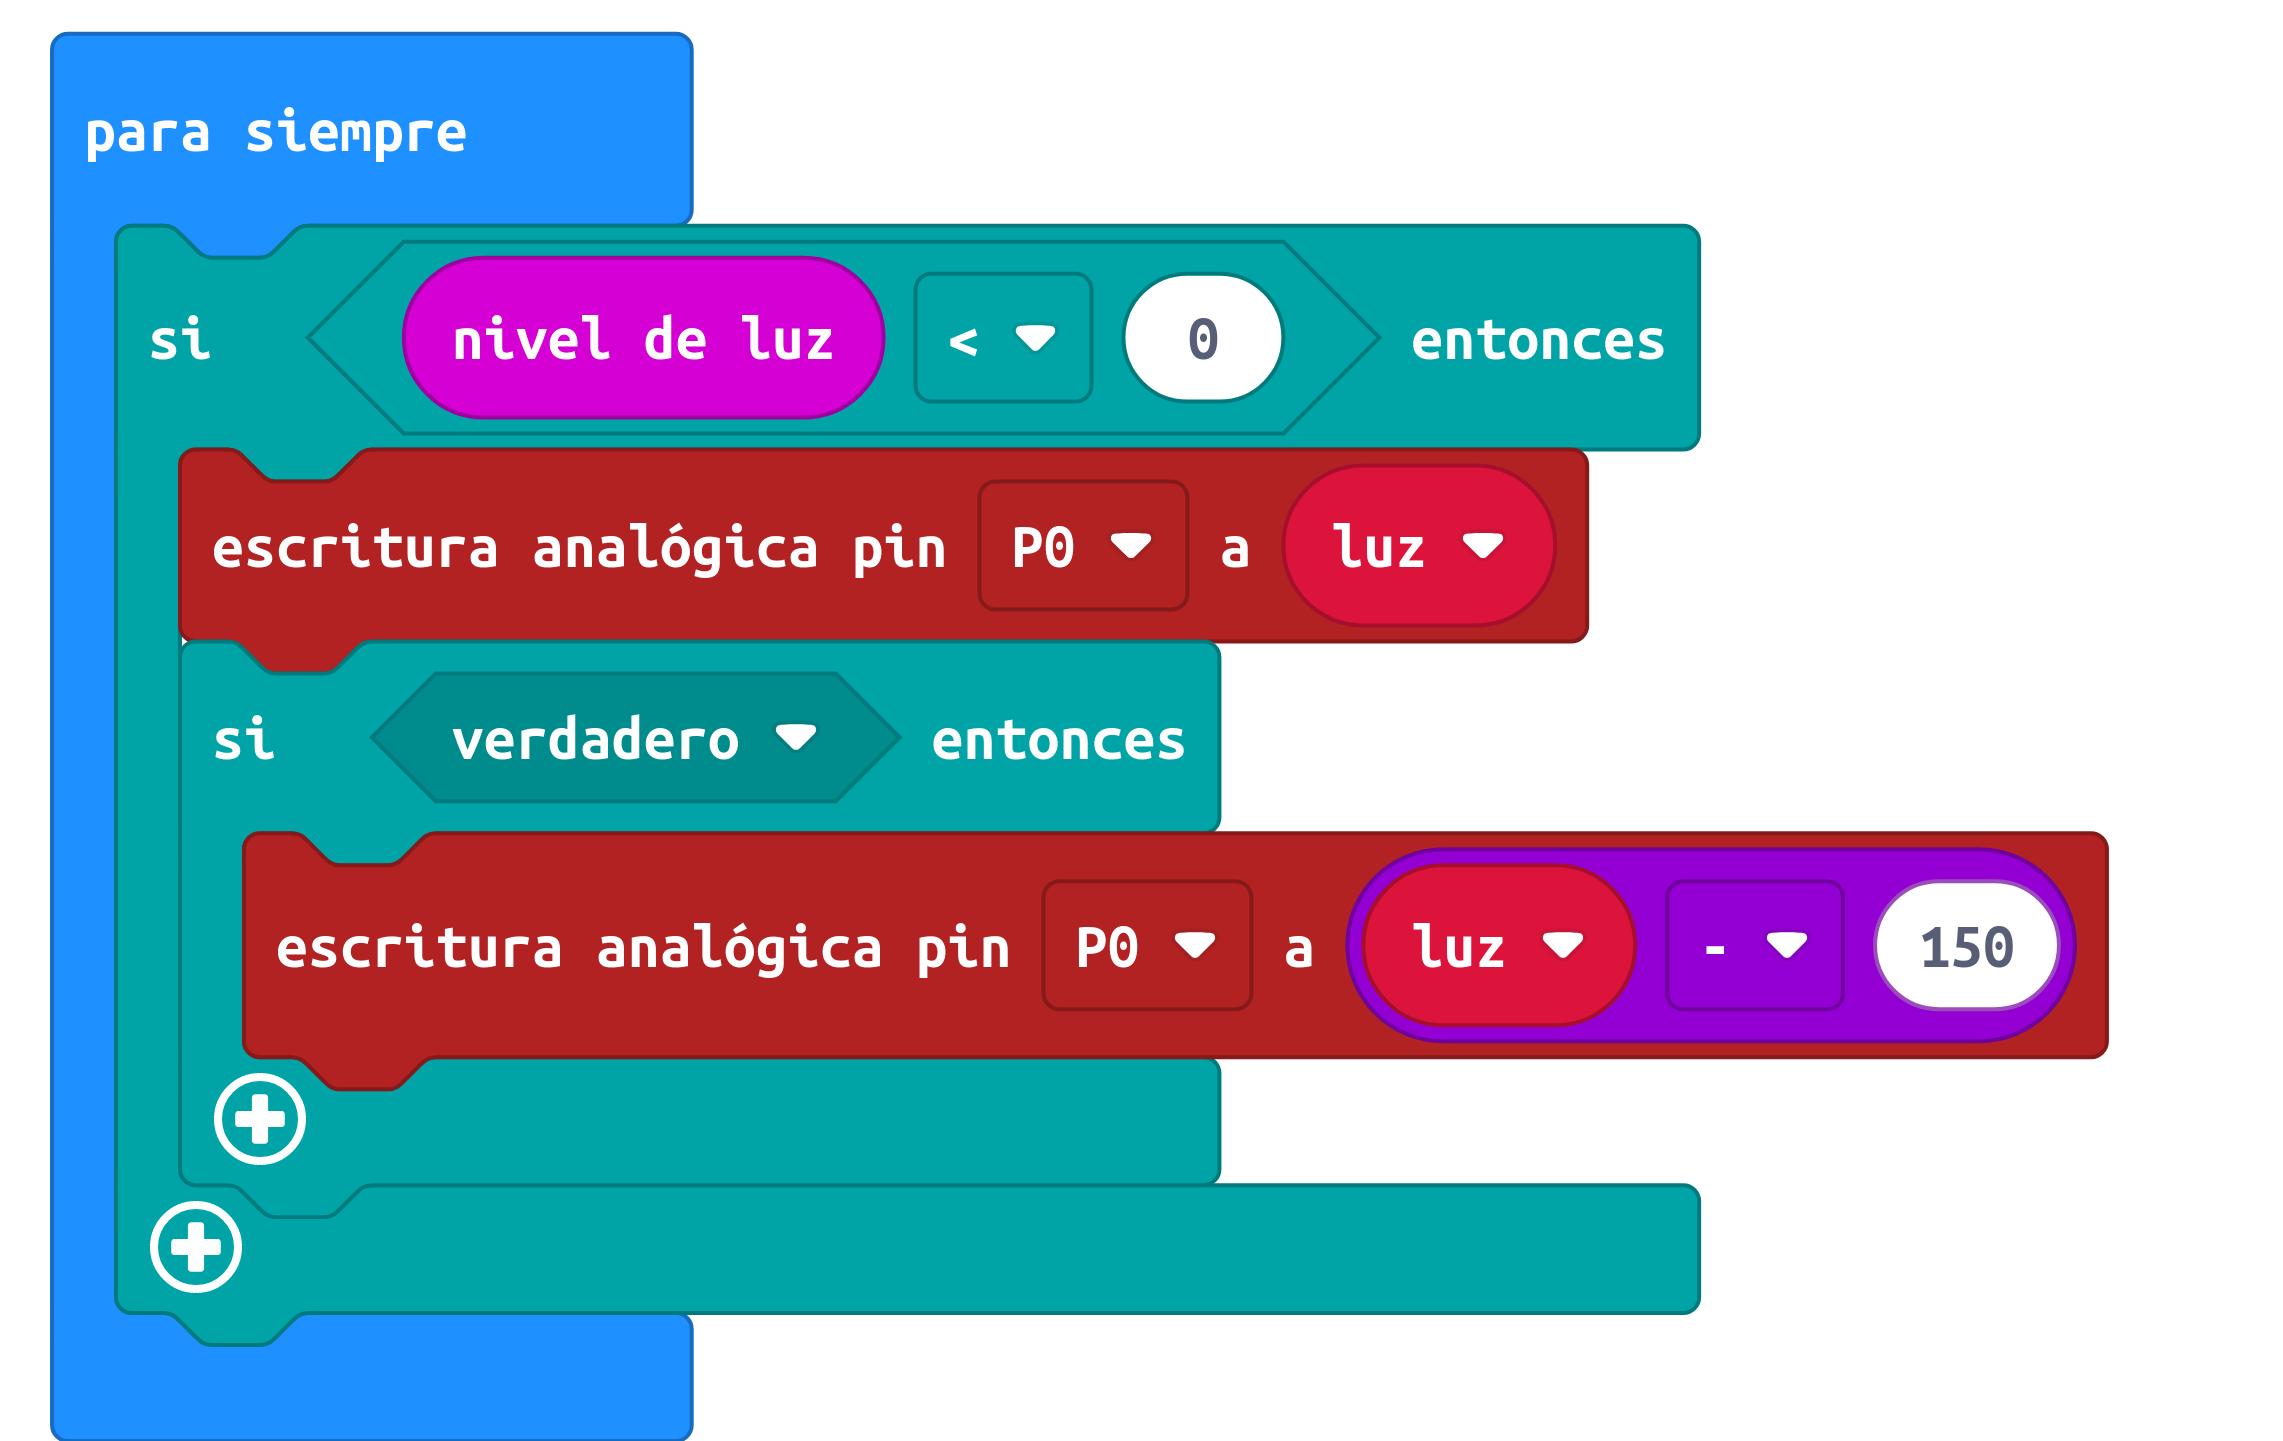 para siempre
si nivel de luz < 0 entonces
escritura analógica pin P0 a luz
si verdadero entonces
escritura analógica pin P0 a luz - 150